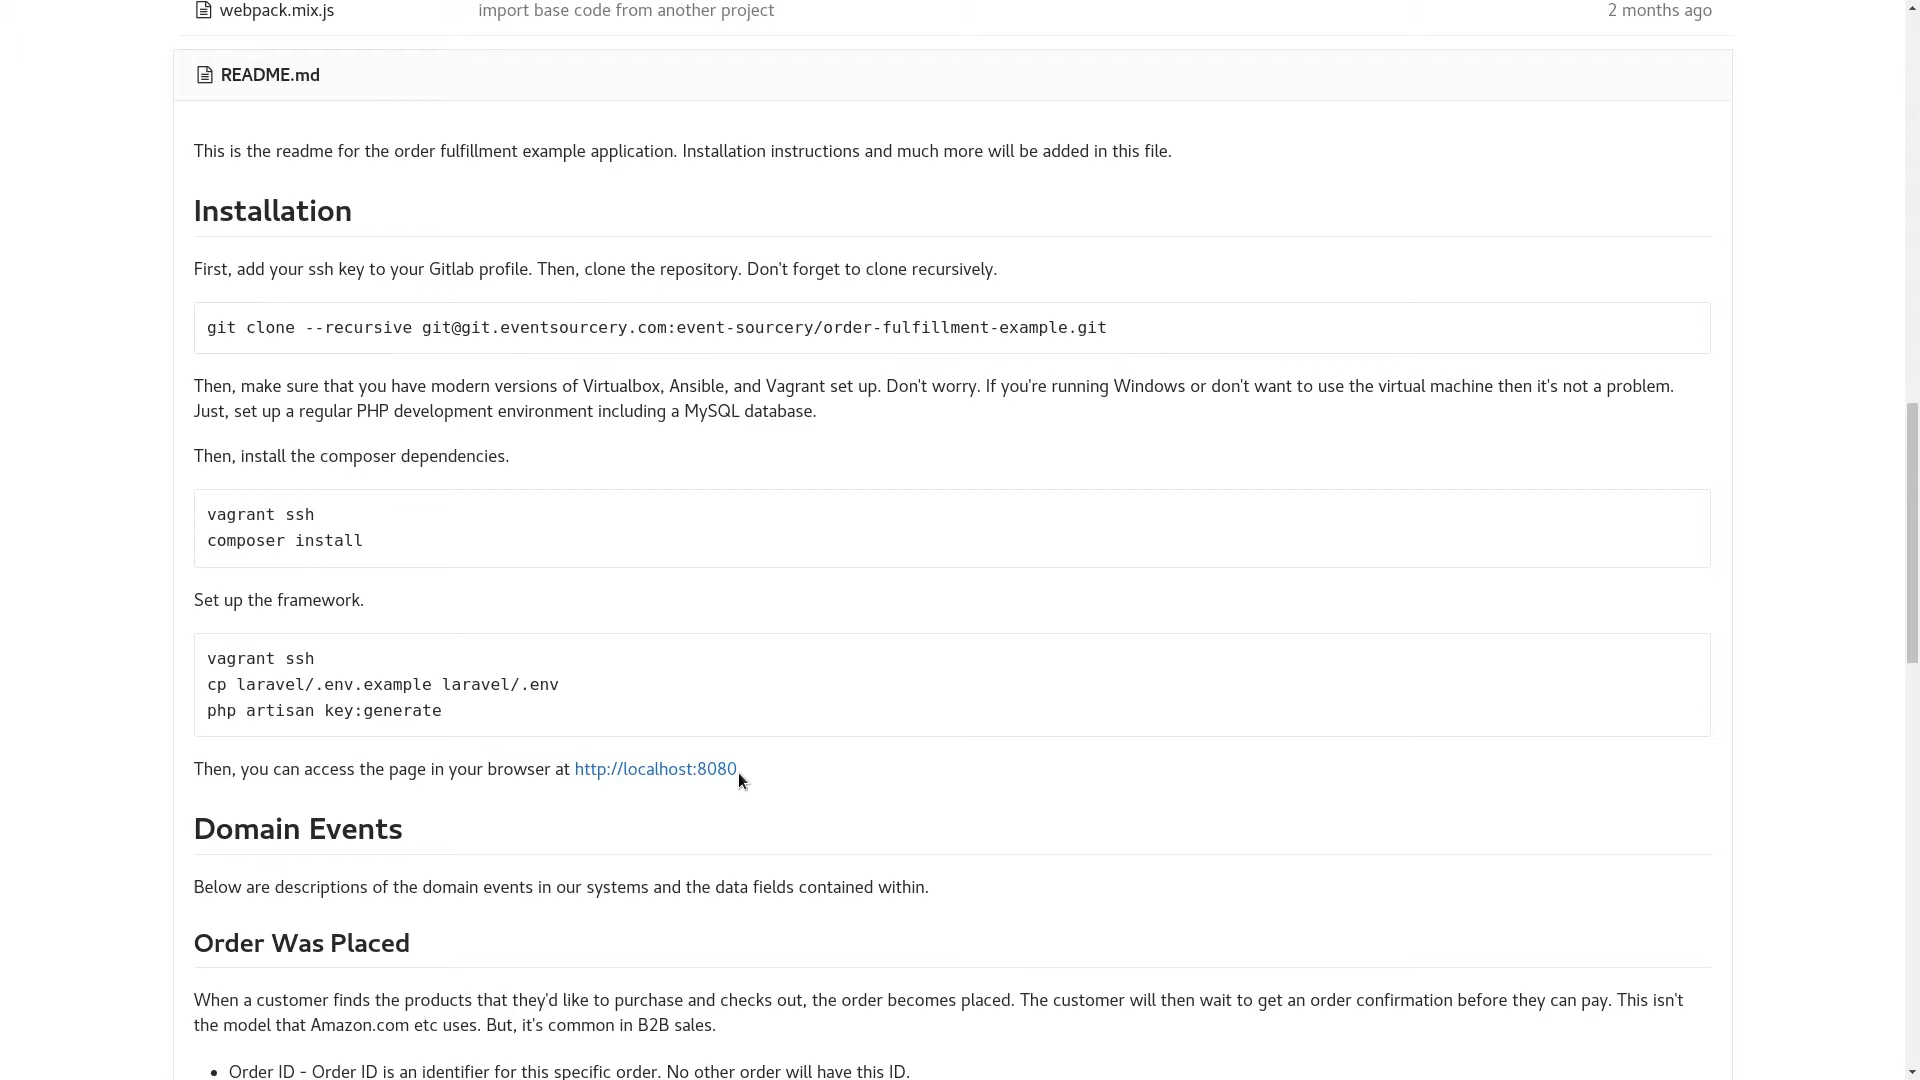 webpack.mix.js import base code from another project 2 months ago
README.md
This is the readme for the order fulfillment example application. Installation instructions and much more will be added in this file.
Installation
First, add your ssh key to your Gitlab profile. Then, clone the repository. Don't forget to clone recursively.
git clone --recursive git@git.eventsourcery.com:event-sourcery/order-fulfillment-example.git
Then, make sure that you have modern versions of Virtualbox, Ansible, and Vagrant set up. Don't worry. If you're running Windows or don't want to use the virtual machine then it's not a problem.
Just, set up a regular PHP development environment including a MySQL database.
Then, install the composer dependencies.
vagrant ssh
composer install
Set up the framework.
vagrant ssh
cp laravel/.env.example laravel/.env
php artisan key:generate
Then, you can access the page in your browser at http://localhost:8080
Domain Events
Below are descriptions of the domain events in our systems and the data fields contained within.
Order Was Placed
When a customer finds the products that they'd like to purchase and checks out, the order becomes placed. The customer will then wait to get an order confirmation before they can pay. This isn't
the model that Amazon.com etc uses. But, it's common in B2B sales.
• Order ID - Order ID is an identifier for this specific order. No other order will have this ID.